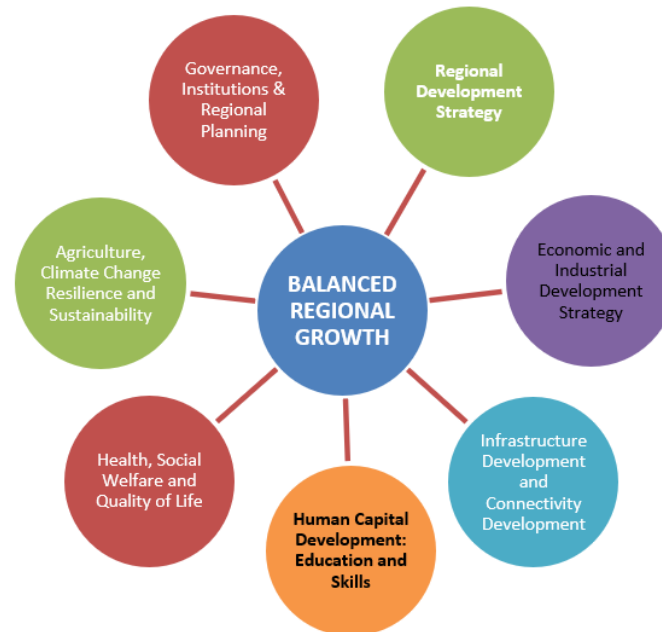 Governance,
Institutions &
Regional
Planning
Regional
Development
Strategy
Economic and
Industrial
Development
Strategy
Infrastructure
Development
and
Connectivity
Development
Human Capital
Development:
Education and
Skills
Health, Social
Welfare and
Quality of Life
Agriculture,
Climate Change
Resilience and
Sustainability
BALANCED
REGIONAL
GROWTH